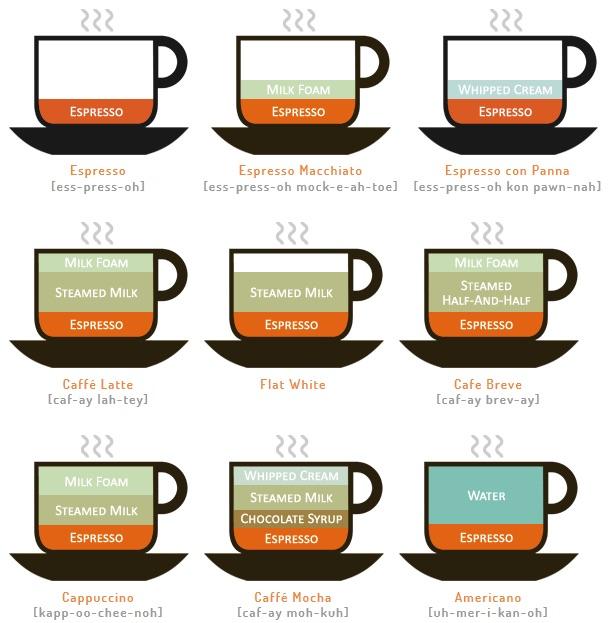 Espresso
Espresso
[ess-press-oh]
Milk Foam
Espresso
Espresso Macchiato
[ess-press-oh mock-e-ah-toe]
Whipped Cream
Espresso
Espresso con Panna
[ess-press-oh kon pawn-nah]
Milk Foam
Steamed Milk
Espresso
Caffé Latte
[caf-ay lah-tey]
Steamed Milk
Espresso
Flat White
Milk Foam
Steamed
Half-And-Half
Espresso
Cafe Breve
[caf-ay brev-ay]
Milk Foam
Steamed Milk
Espresso
Cappuccino
[kapp-oo-chee-noh]
Whipped Cream
Steamed Milk
Chocolate Syrup
Espresso
Caffé Mocha
[caf-ay moh-kuh]
Water
Espresso
Americano
[uh-mer-i-kan-oh]